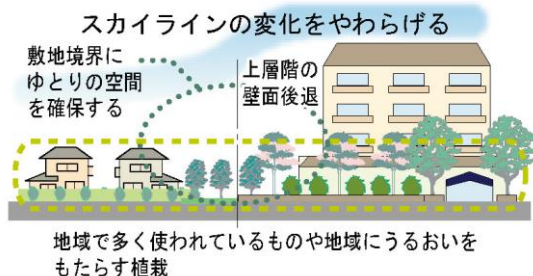 スカイラインの変化をやわらげる
敷地境界に
ゆとりの空間
を確保する
上層階の
壁面後退
地域で多く使われているものや地域にうるおいを
もたらす植栽